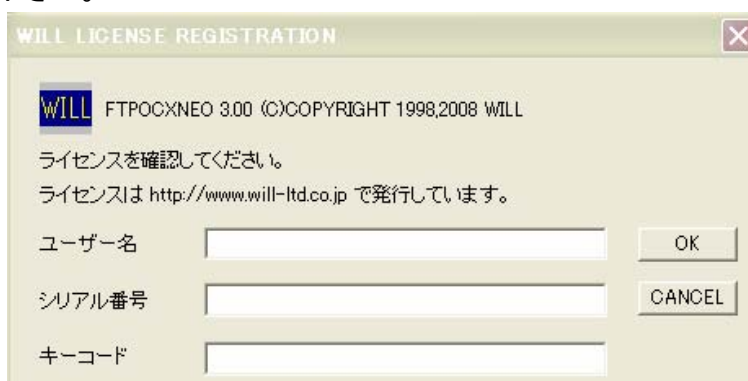 WILL LICENSE REGISTRATION
WILL FTPOCXNEO 3.00 (C)COPYRIGHT 1998,2008 WILL
ライセンスを確認してください。
ライセンスは http://www.will-ltd.co.jp で発行しています。
ユーザー名 OK
シリアル番号 CANCEL
キーコード